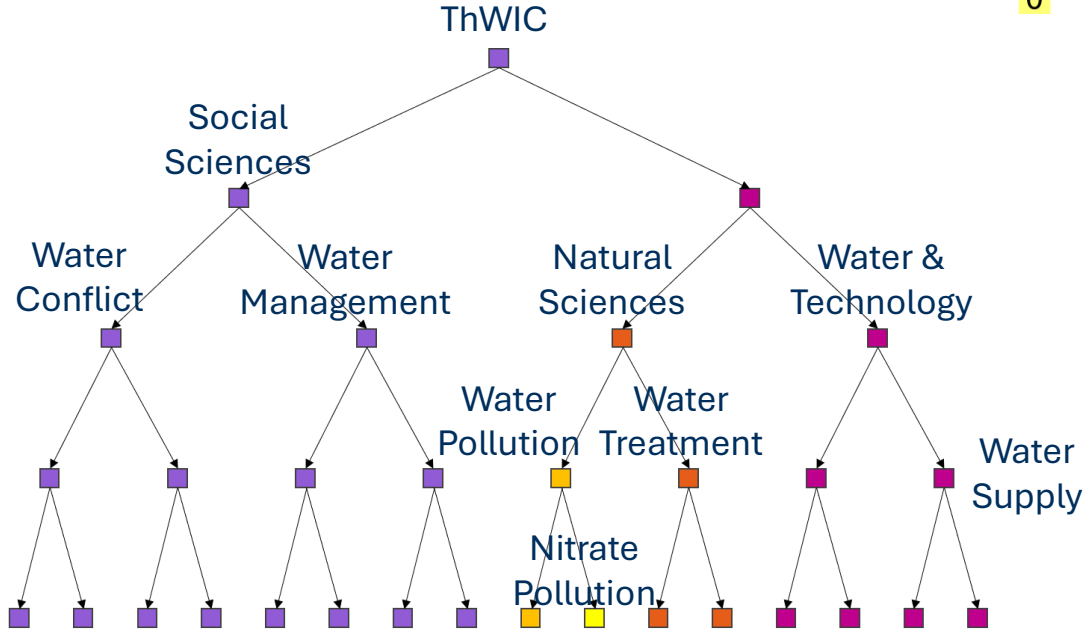 ThWIC
0
Social
Sciences
Water
Conflict
Water
Management
Natural
Sciences
Water &
Technology
Water
Pollution
Water
Treatment
Water
Supply
Nitrate
Pollution